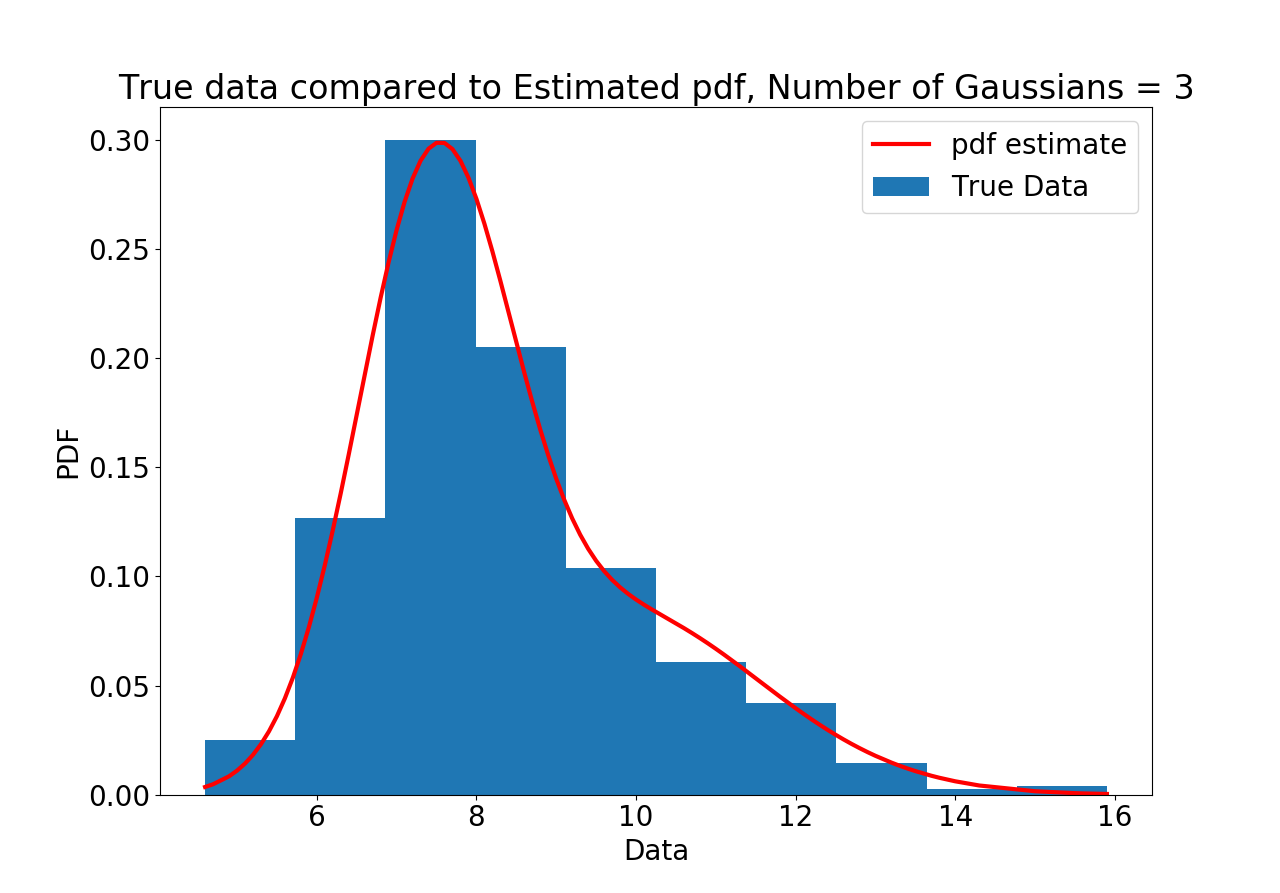 True data compared to Estimated pdf, Number of Gaussians = 3
pdf estimate
True Data
PDF
0.30
0.25
0.20
0.15
0.10
0.05
0.00
6 8 10 12 14 16
Data